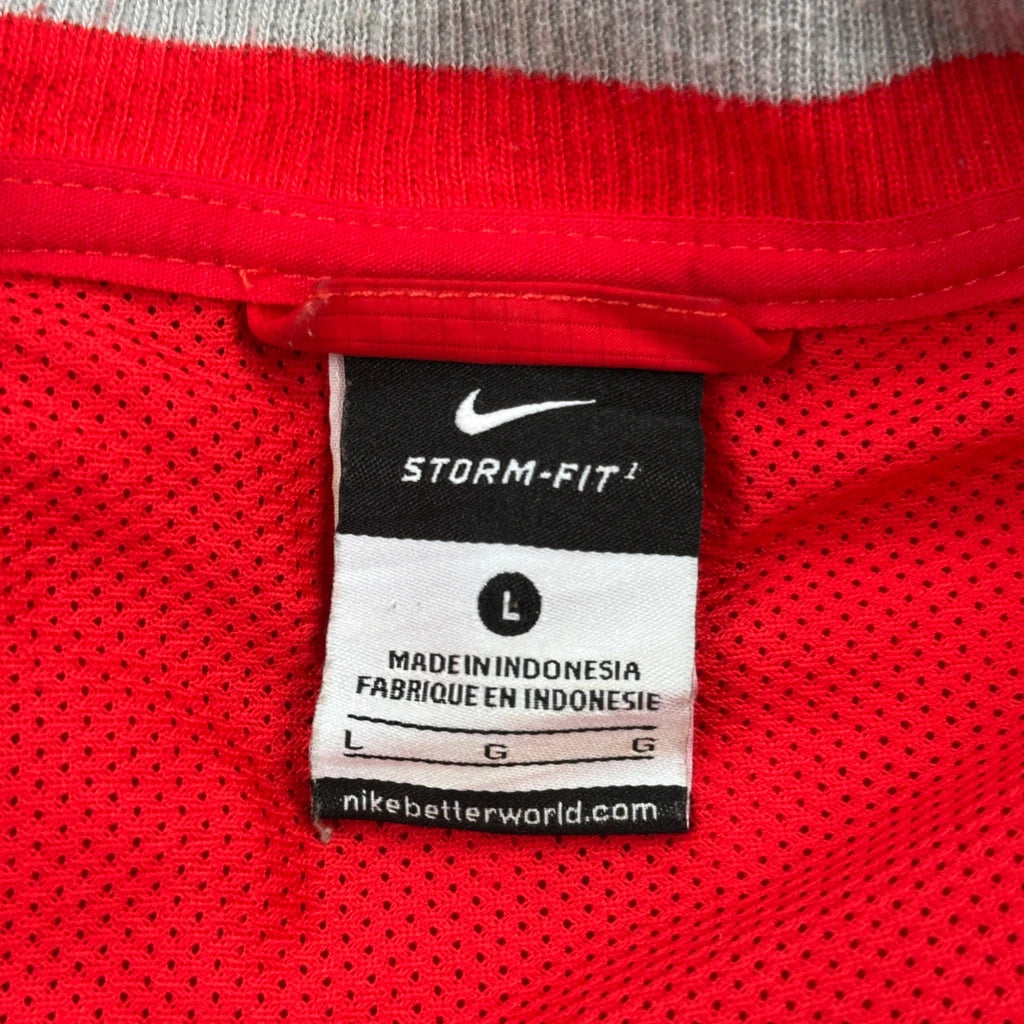 STORM-FIT¹
L
MADE IN INDONESIA
FABRIQUE EN INDONESIE
L G G
nikebetterworld.com